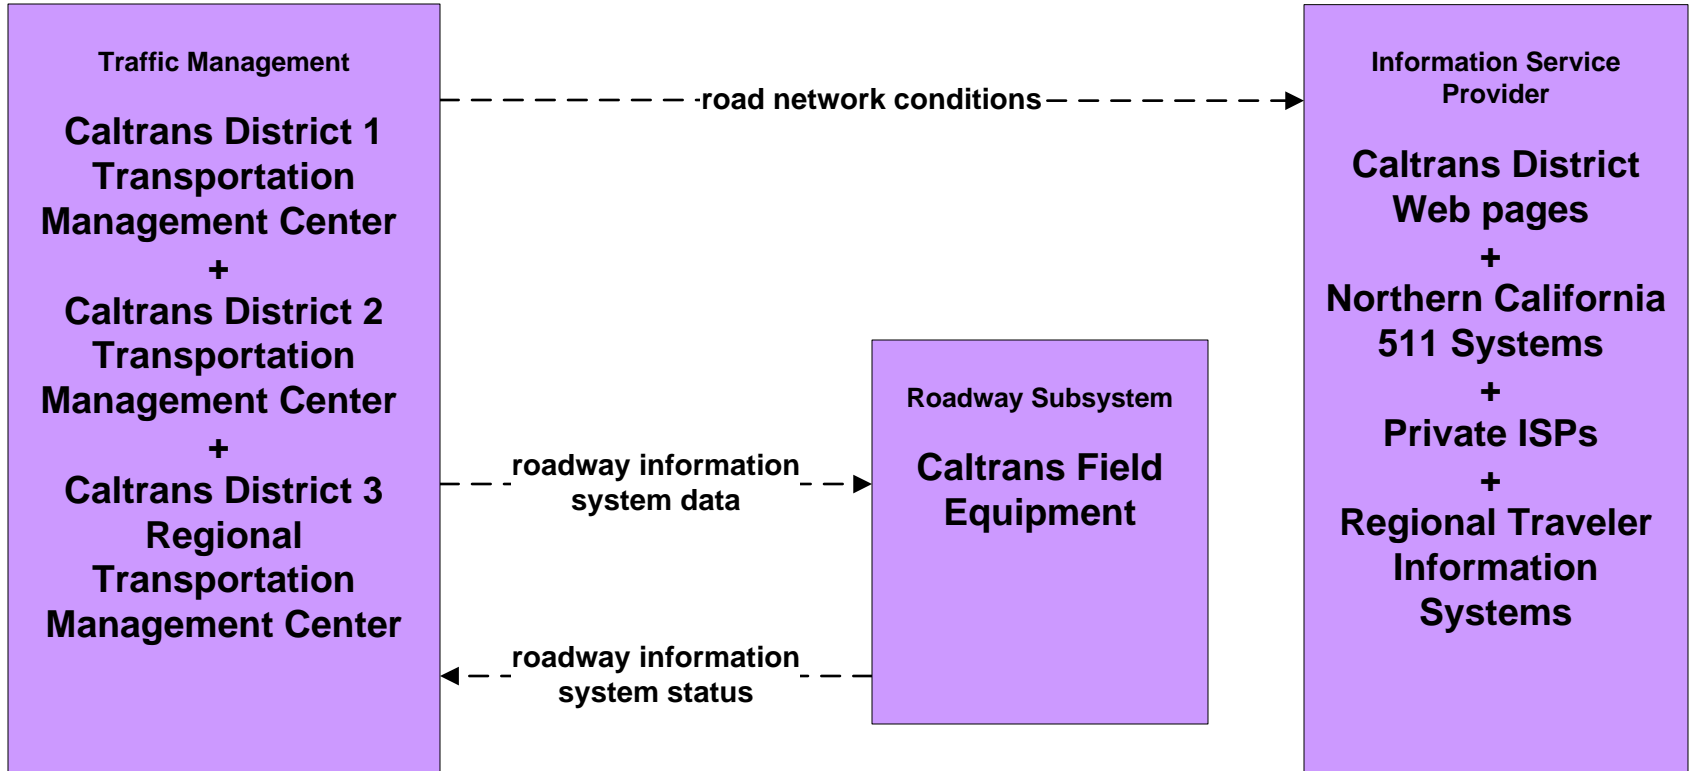 Traffic Management
Caltrans District 1
Transportation
Management Center
+
Caltrans District 2
Transportation
Management Center
+
Caltrans District 3
Regional
Transportation
Management Center
road network conditions
roadway information
system data
roadway information
system status
Roadway Subsystem
Caltrans Field
Equipment
Information Service
Provider
Caltrans District
Web pages
+
Northern California
511 Systems
+
Private ISPs
+
Regional Traveler
Information
Systems